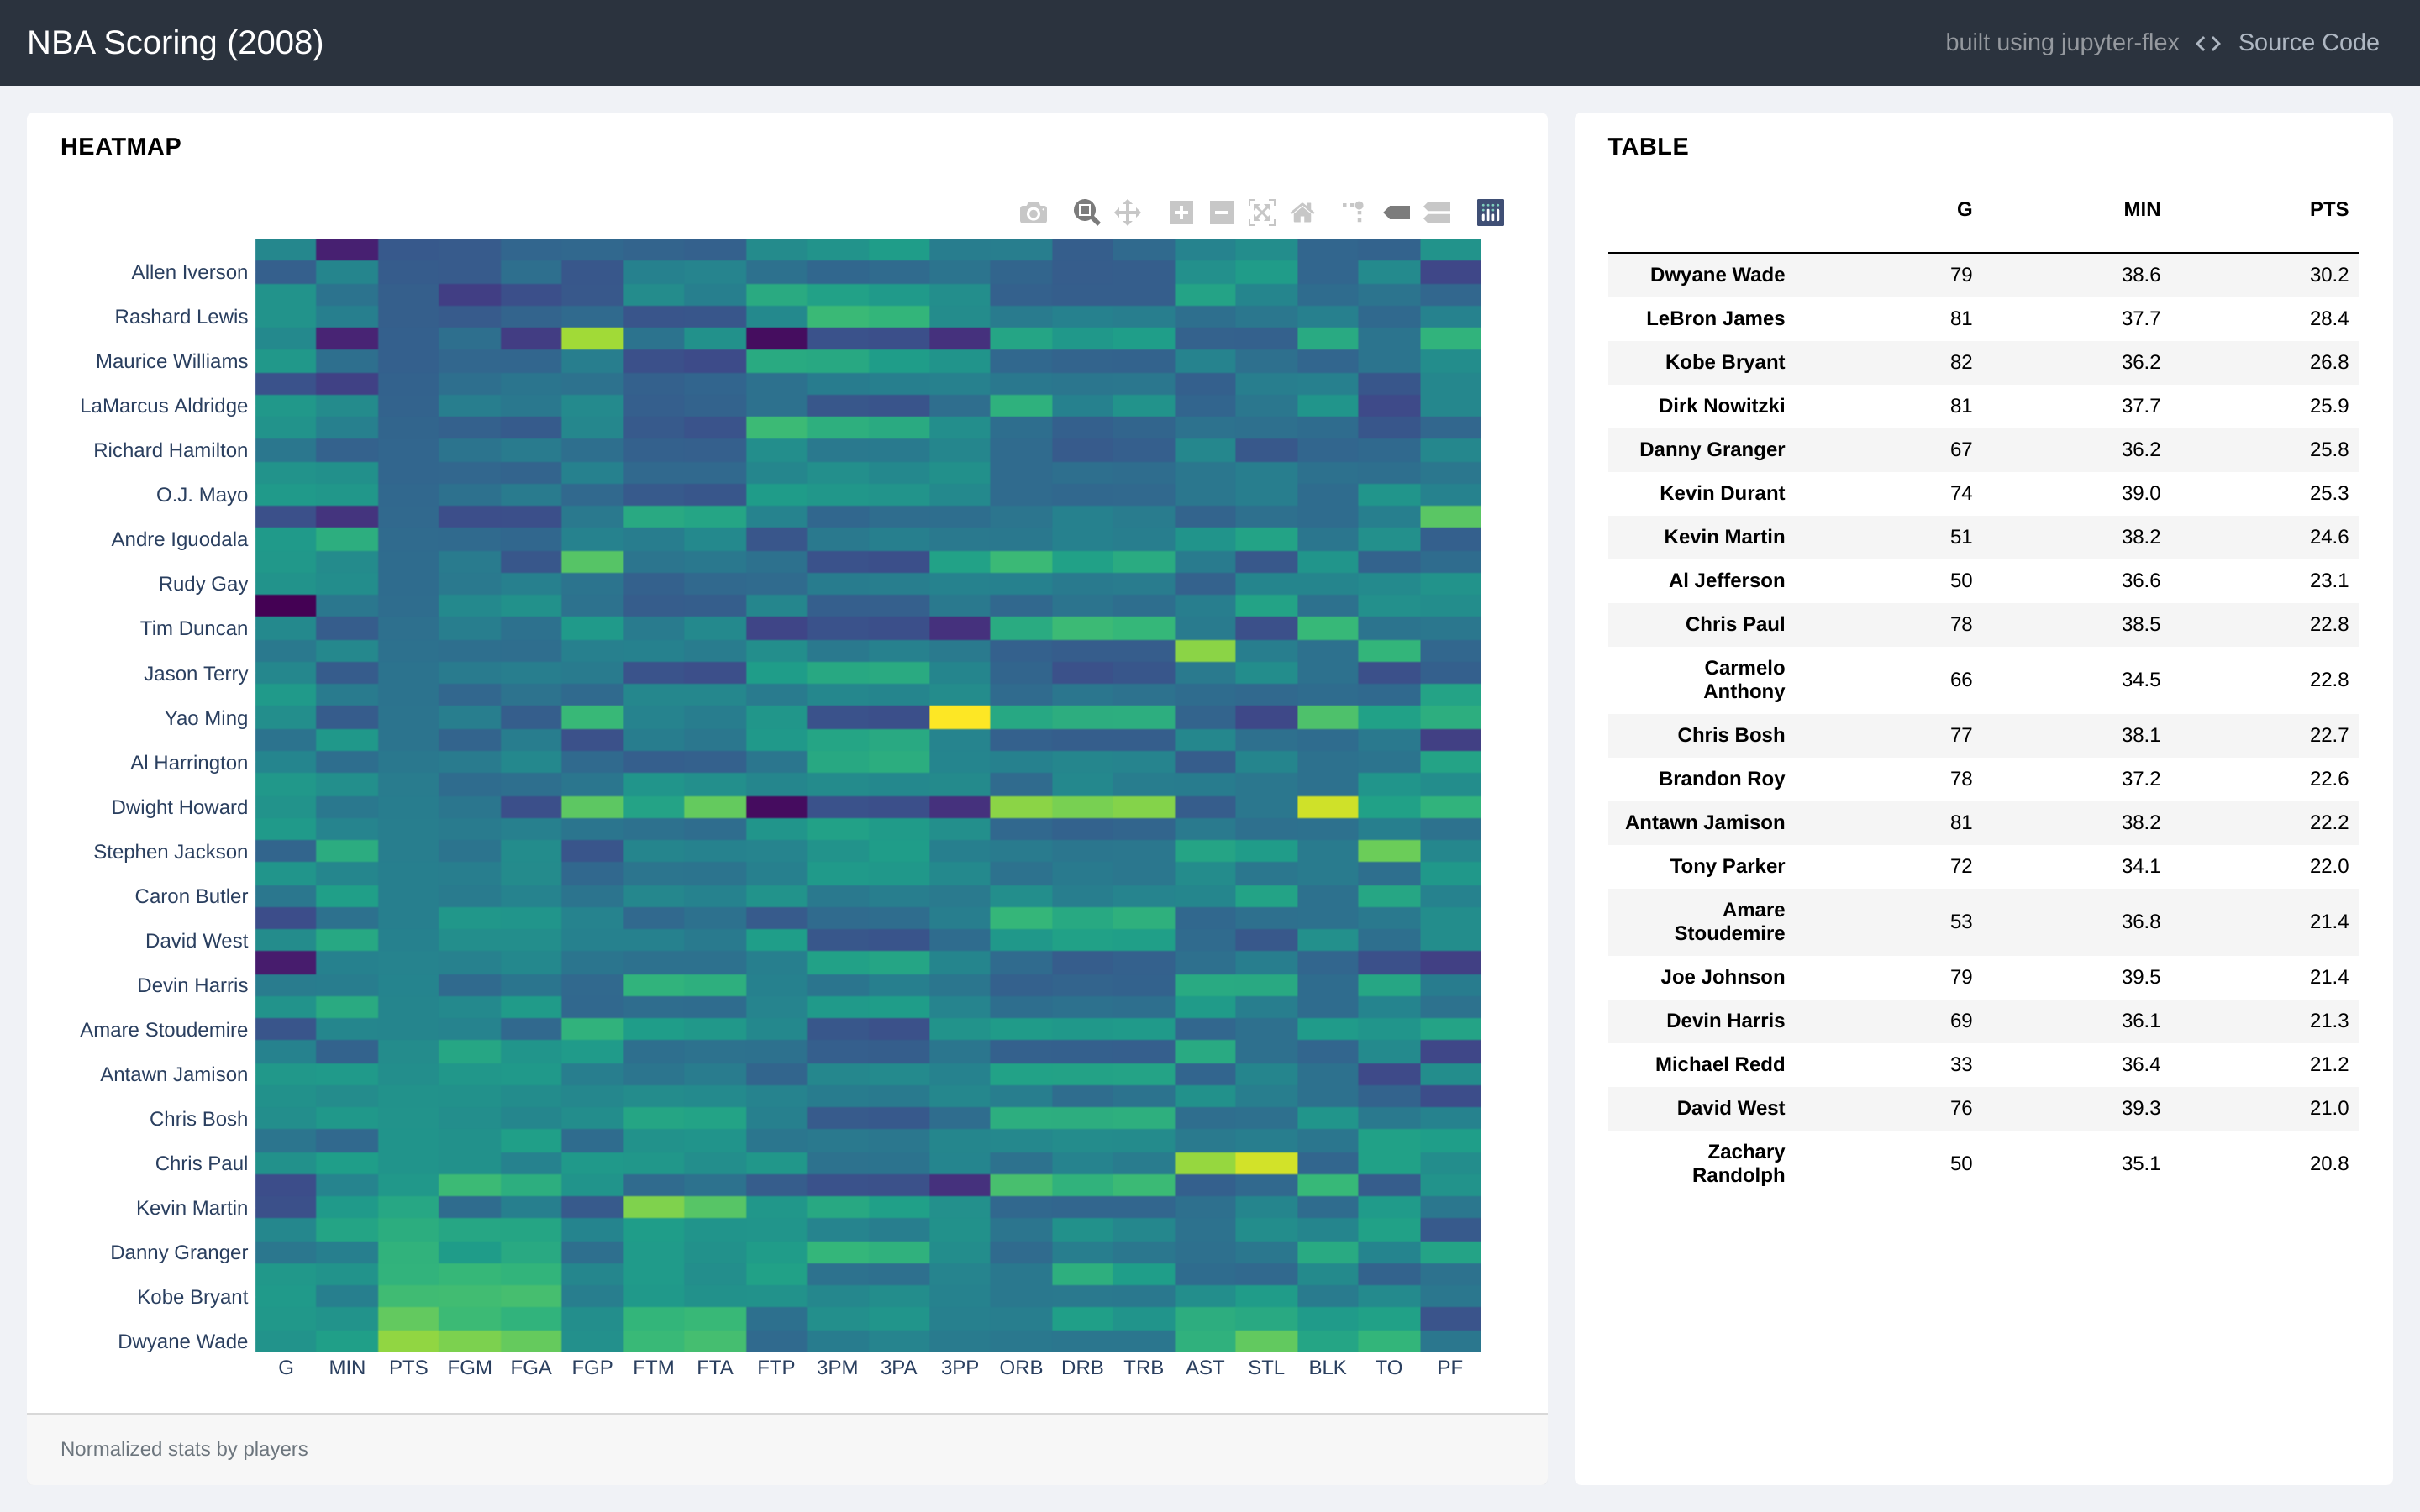 NBA Scoring (2008)
built using jupyter-flex <> Source Code
HEATMAP
Allen Iverson
Rashard Lewis
Maurice Williams
LaMarcus Aldridge
Richard Hamilton
O.J. Mayo
Andre Iguodala
Rudy Gay
Tim Duncan
Jason Terry
Yao Ming
Al Harrington
Dwight Howard
Stephen Jackson
Caron Butler
David West
Devin Harris
Amare Stoudemire
Antawn Jamison
Chris Bosh
Chris Paul
Kevin Martin
Danny Granger
Kobe Bryant
Dwyane Wade
G MIN PTS FGM FGA FGP FTM FTA FTP 3PM 3PA 3PP ORB DRB TRB AST STL BLK TO PF
Normalized stats by players
TABLE
G MIN PTS
Dwyane Wade 79 38.6 30.2
LeBron James 81 37.7 28.4
Kobe Bryant 82 36.2 26.8
Dirk Nowitzki 81 37.7 25.9
Danny Granger 67 36.2 25.8
Kevin Durant 74 39.0 25.3
Kevin Martin 51 38.2 24.6
Al Jefferson 50 36.6 23.1
Chris Paul 78 38.5 22.8
Carmelo
Anthony 66 34.5 22.8
Chris Bosh 77 38.1 22.7
Brandon Roy 78 37.2 22.6
Antawn Jamison 81 38.2 22.2
Tony Parker 72 34.1 22.0
Amare
Stoudemire 53 36.8 21.4
Joe Johnson 79 39.5 21.4
Devin Harris 69 36.1 21.3
Michael Redd 33 36.4 21.2
David West 76 39.3 21.0
Zachary
Randolph 50 35.1 20.8